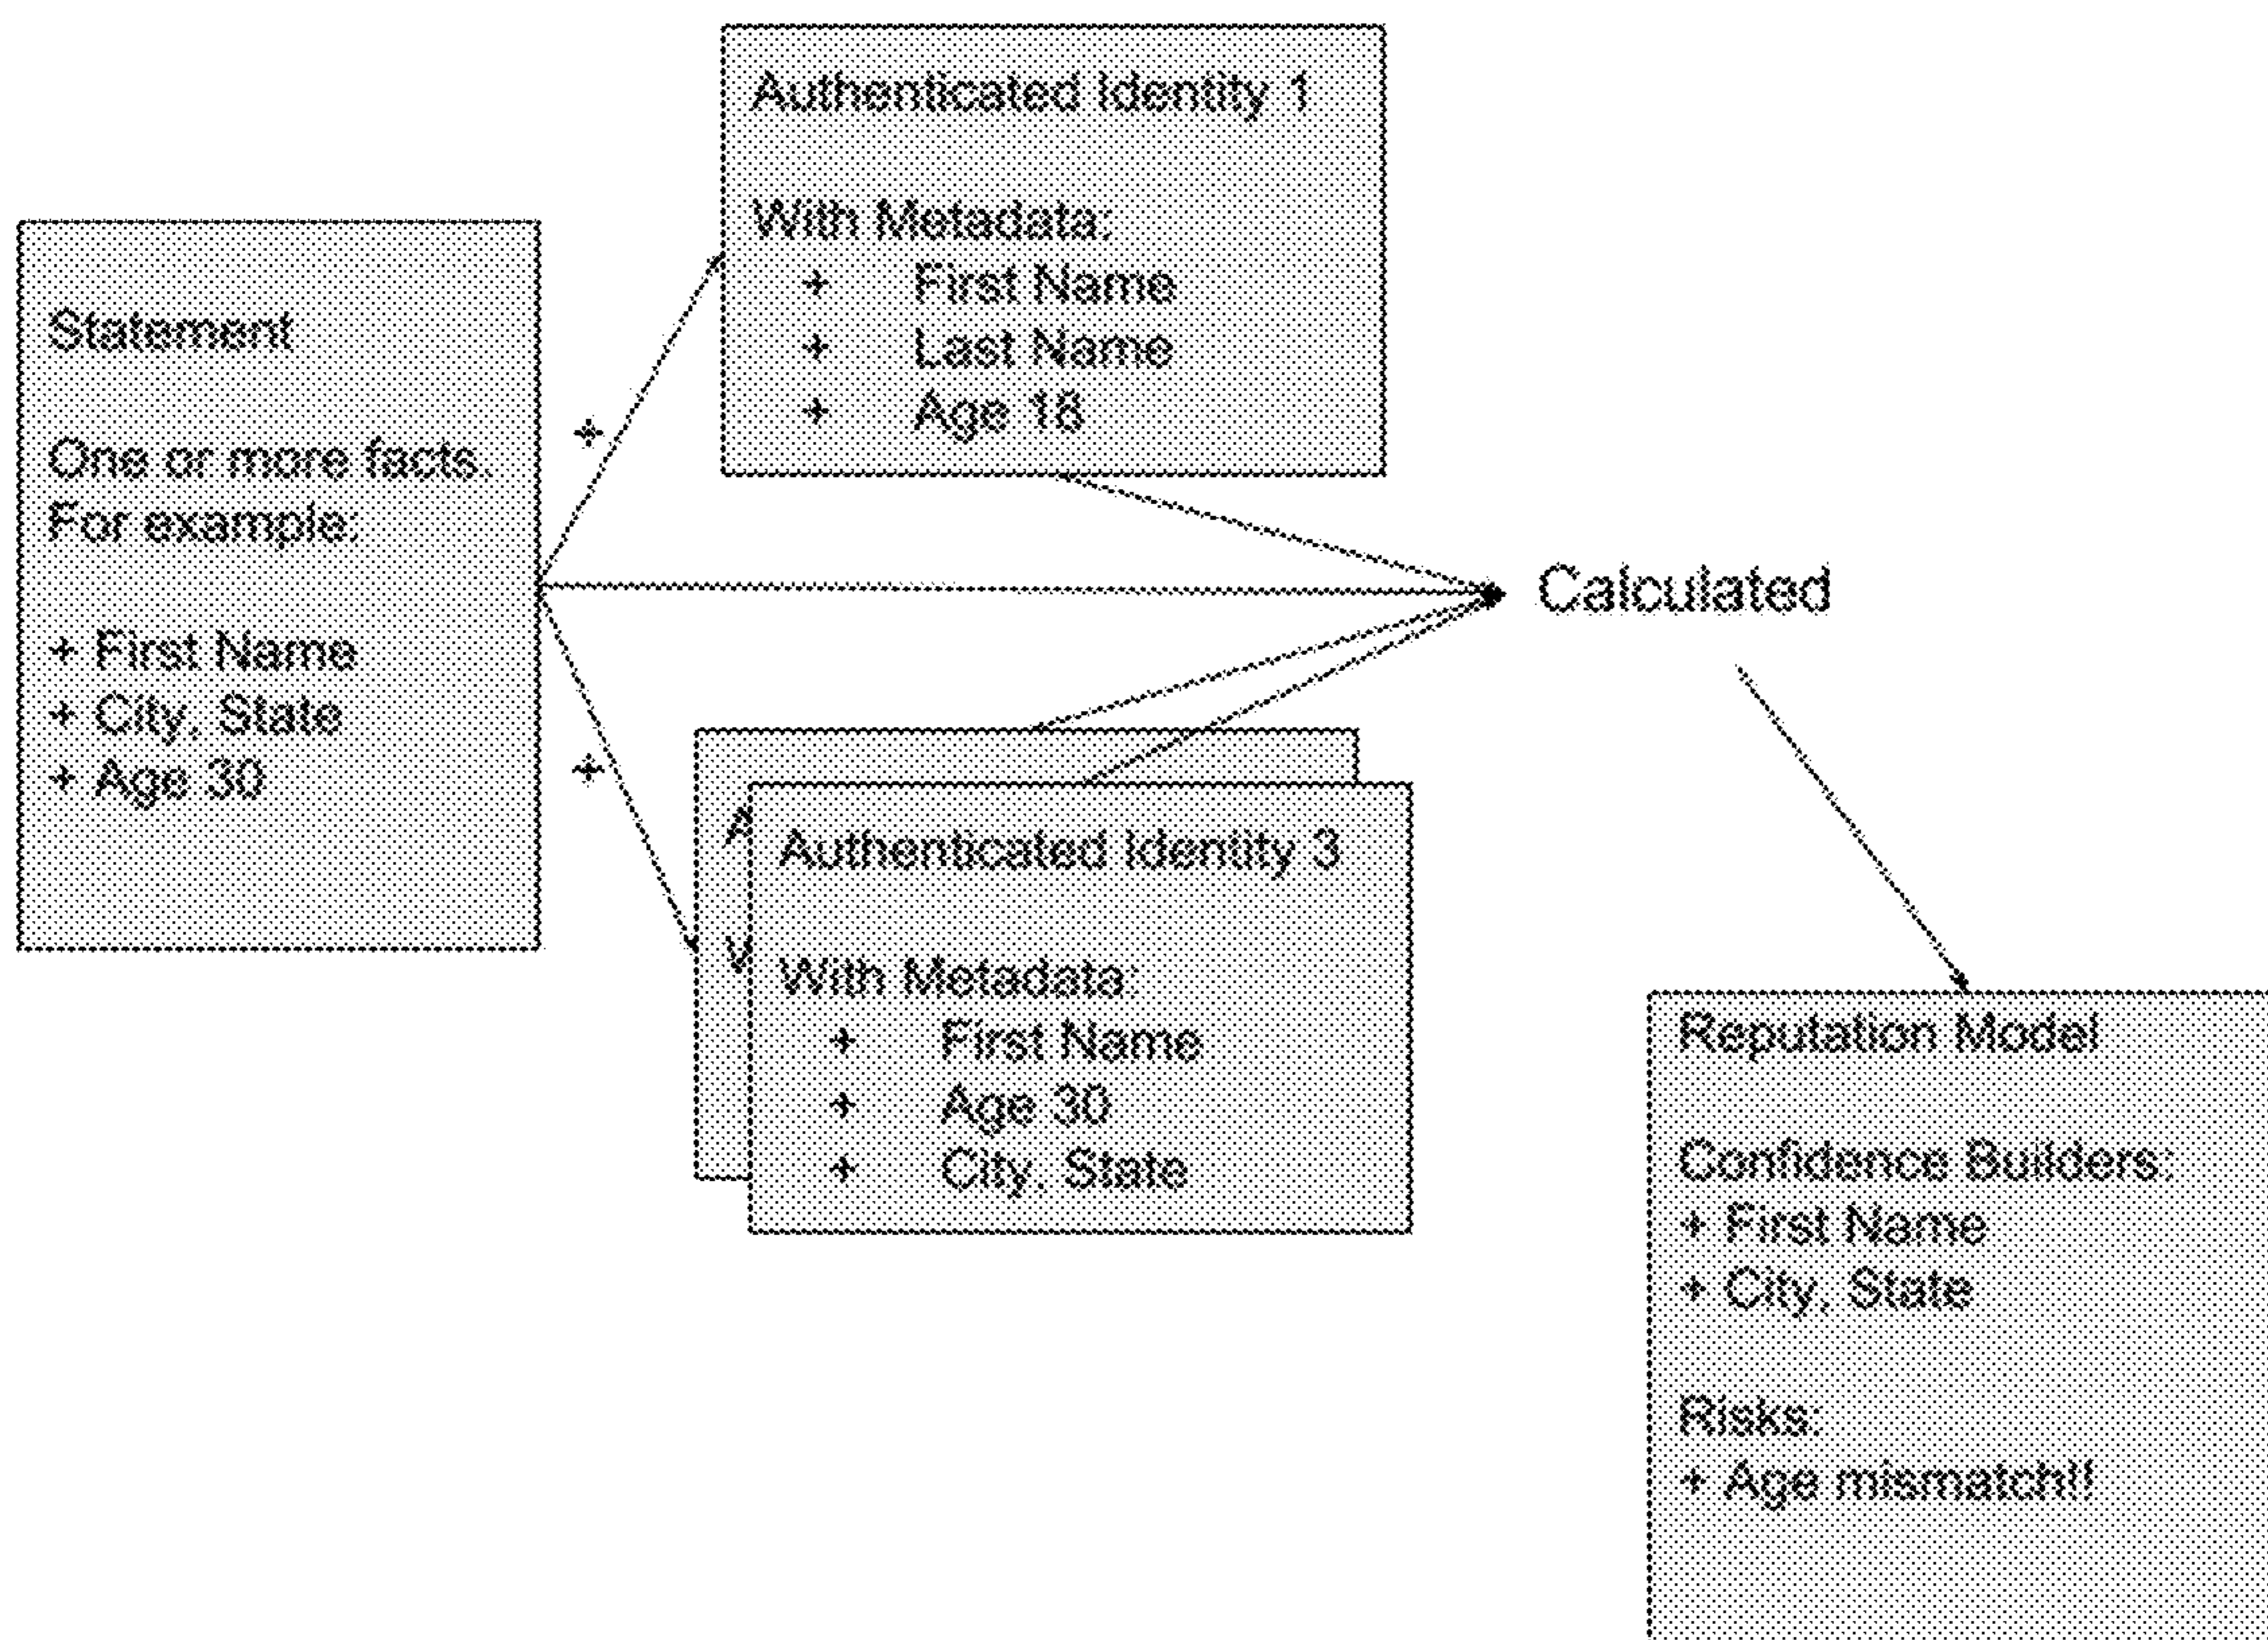 Statement
One or more facts.
For example:
+ First Name
+ City, State
+ Age 30
+
+
Authenticated Identity 1
With Metadata:
+ First Name
+ Last Name
+ Age 18
Calculated
A
W
Authenticated Identity 3
With Metadata:
+ First Name
+ Age 30
+ City, State
Reputation Model
Confidence Builders:
+ First Name
+ City, State
Risks:
+ Age mismatch!!